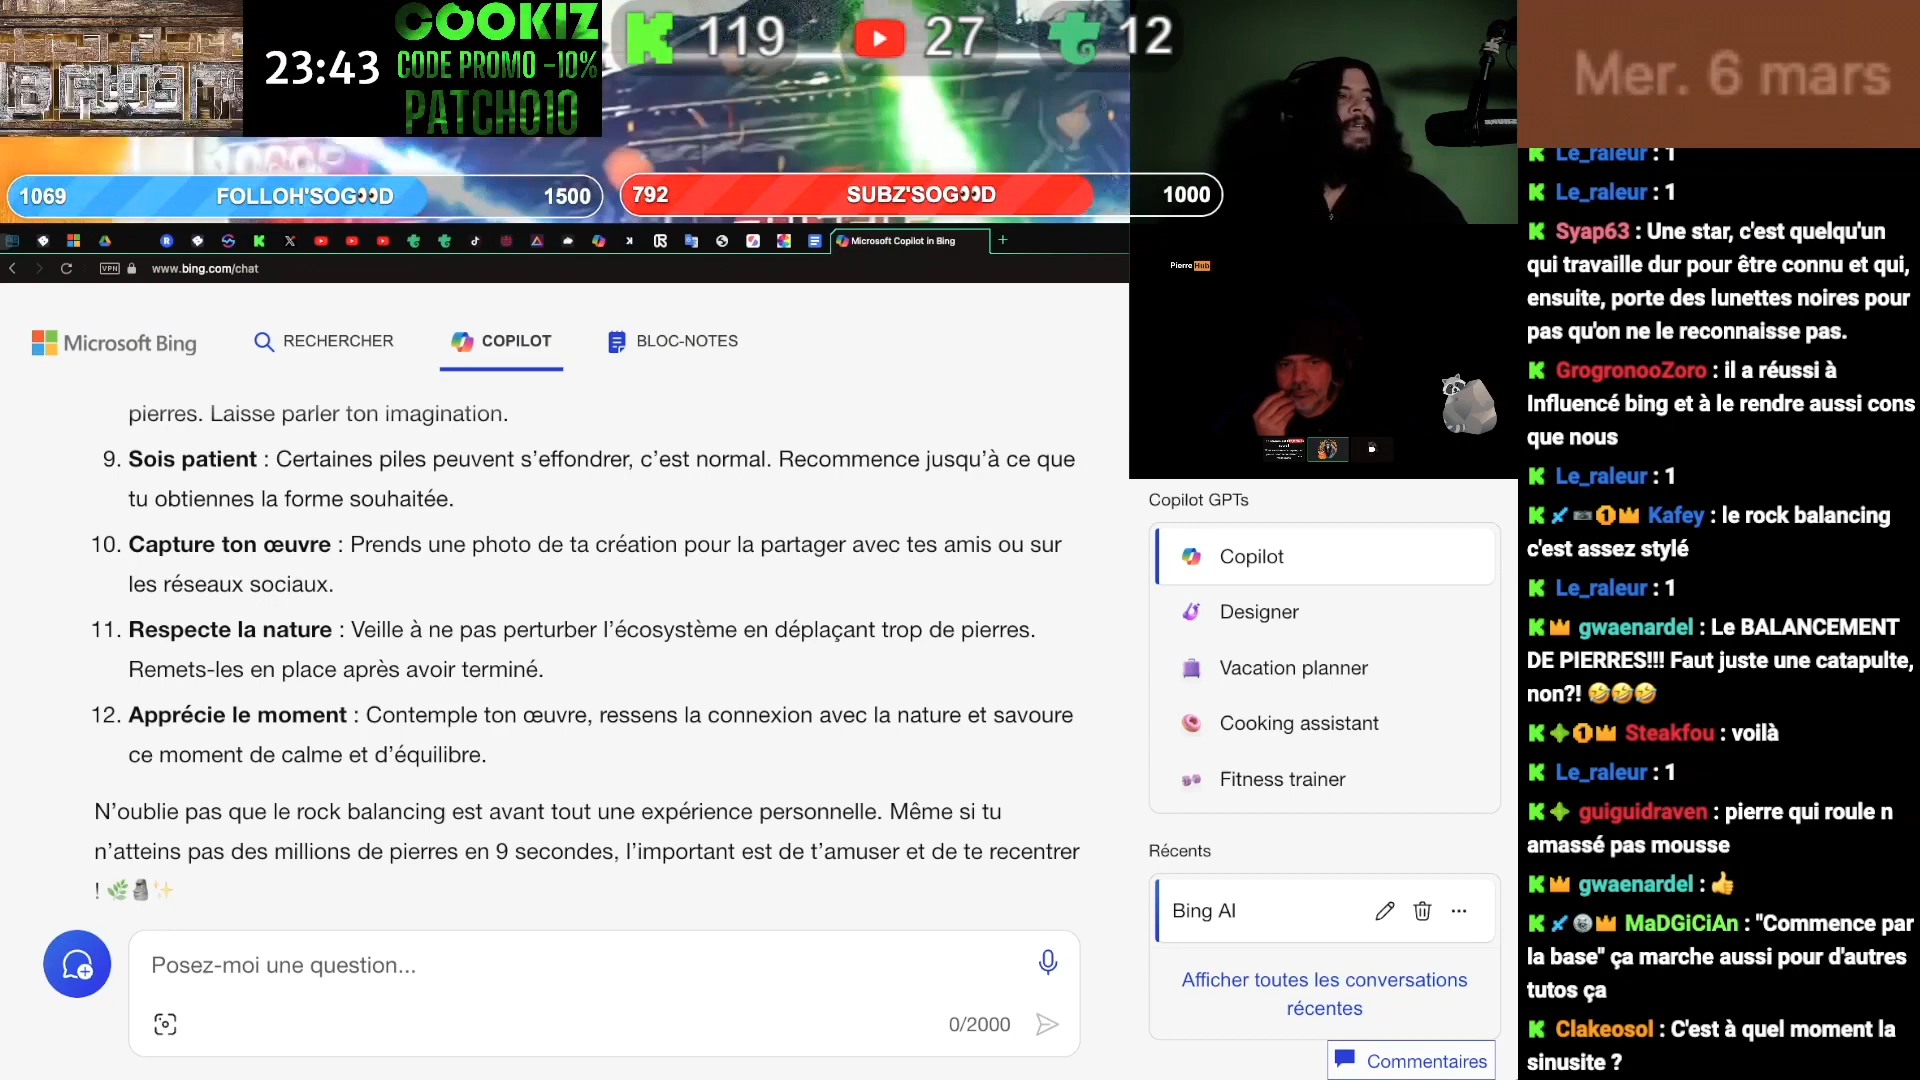 23:43
COOKIZ
CODE PROMO -10%
PATCHO10
119
27
12
Mer. 6 mars
1069
FOLLOH'SOG👀D
1500
792
SUBZ'SOG👀D
1000
Microsoft Copilot in Bing
VPN
www.bing.com/chat
Pierre Hub
Microsoft Bing
RECHERCHER
COPILOT
BLOC-NOTES
pierres. Laisse parler ton imagination.
9. Sois patient : Certaines piles peuvent s’effondrer, c’est normal. Recommence jusqu’à ce que
tu obtiennes la forme souhaitée.
10. Capture ton œuvre : Prends une photo de ta création pour la partager avec tes amis ou sur
les réseaux sociaux.
11. Respecte la nature : Veille à ne pas perturber l’écosystème en déplaçant trop de pierres.
Remets-les en place après avoir terminé.
12. Apprécie le moment : Contemple ton œuvre, ressens la connexion avec la nature et savoure
ce moment de calme et d’équilibre.
N’oublie pas que le rock balancing est avant tout une expérience personnelle. Même si tu
n’atteins pas des millions de pierres en 9 secondes, l’important est de t’amuser et de te recentrer
! 🌿🗿✨
Posez-moi une question...
0/2000
Copilot GPTs
Copilot
Designer
Vacation planner
Cooking assistant
Fitness trainer
Récents
Bing AI
Afficher toutes les conversations
récentes
Commentaires
Le_raleur : 1
Le_raleur : 1
Syap63 : Une star, c'est quelqu'un
qui travaille dur pour être connu et qui,
ensuite, porte des lunettes noires pour
pas qu'on ne le reconnaisse pas.
GrogronooZoro : il a réussi à
Influencé bing et à le rendre aussi cons
que nous
Le_raleur : 1
Kafey : le rock balancing
c'est assez stylé
Le_raleur : 1
gwaenardel : Le BALANCEMENT
DE PIERRES!!! Faut juste une catapulte,
non?! 🤣🤣🤣
Steakfou : voilà
Le_raleur : 1
guiguidraven : pierre qui roule n
amassé pas mousse
gwaenardel : 👍
MaDGiCiAn : "Commence par
la base" ça marche aussi pour d'autres
tutos ça
Clakeosol : C'est à quel moment la
sinusite ?